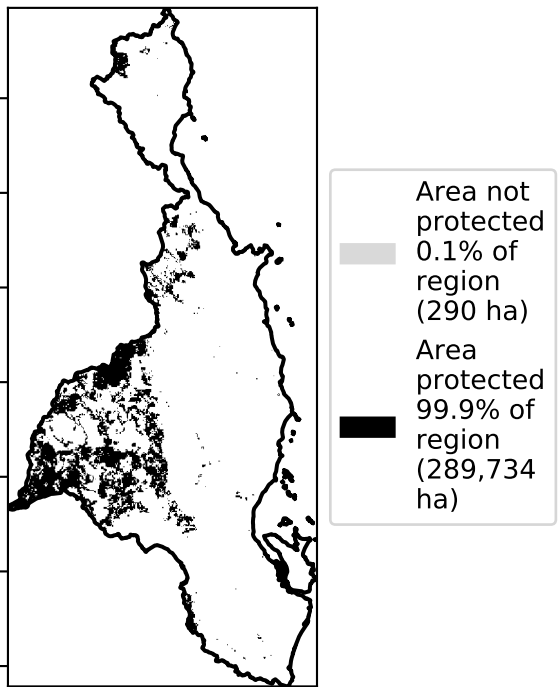 Area not
protected
0.1% of
region
(290 ha)
Area
protected
99.9% of
region
(289,734
ha)